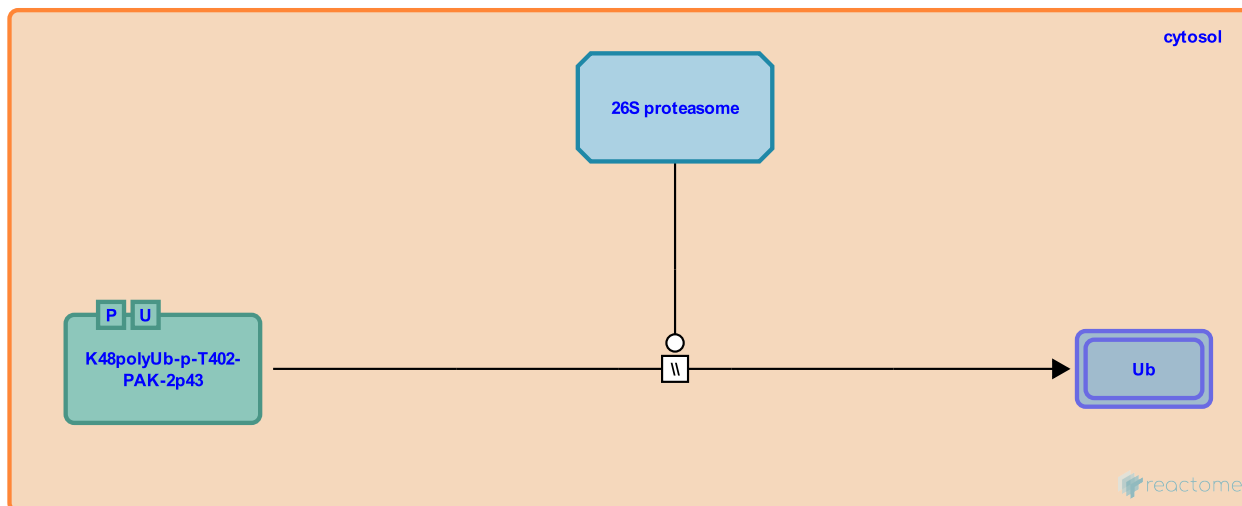 cytosol
26S proteasome
P U
K48polyUb-p-T402-
PAK-2p43
\\
Ub
reactome